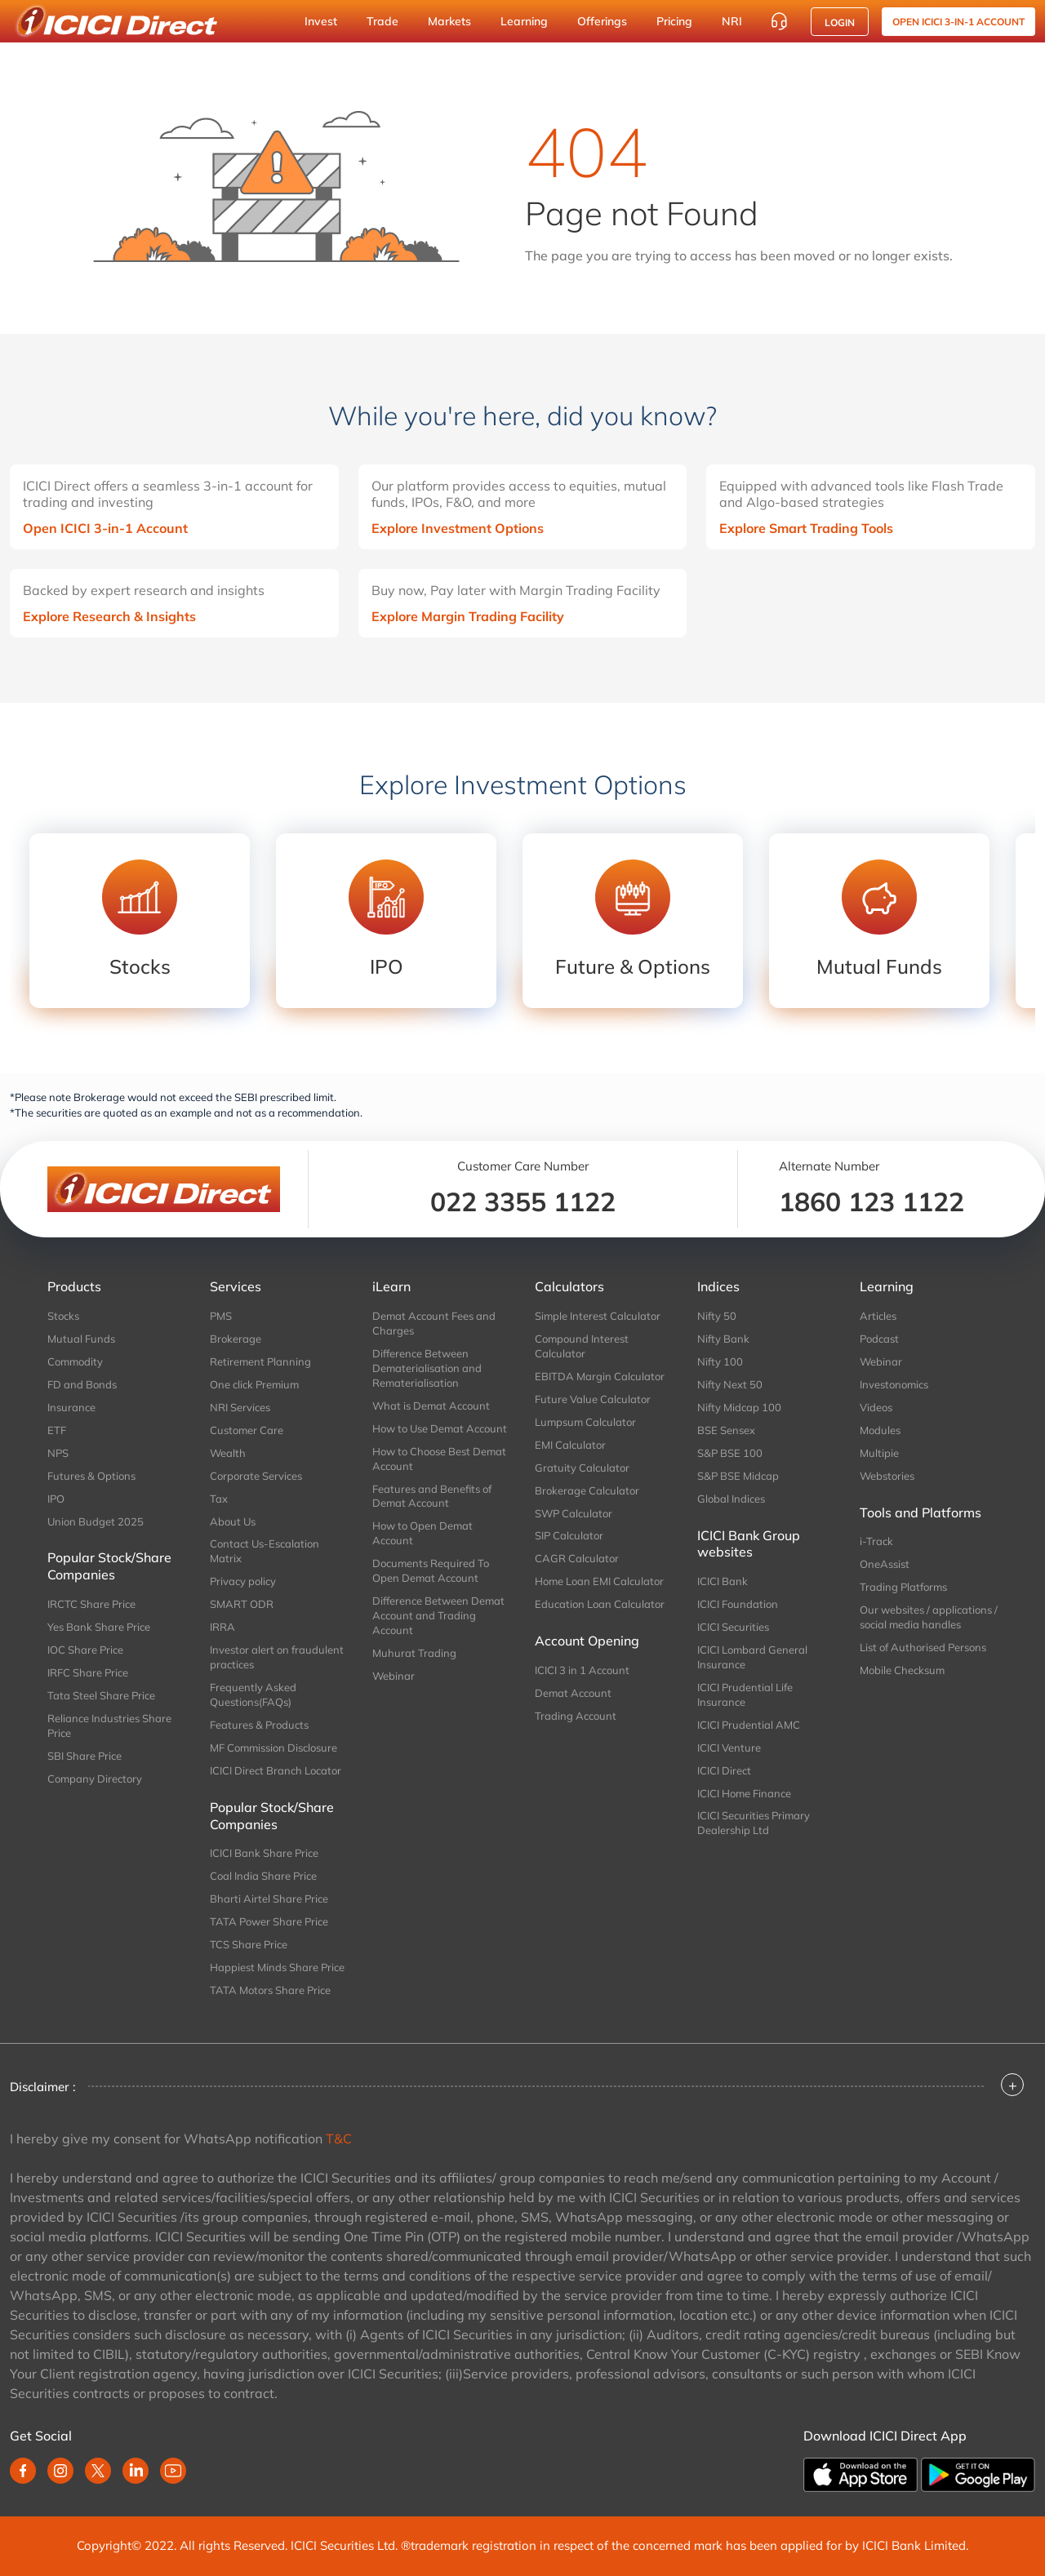 ICICI Direct
Invest
Trade
Markets
Learning
Offerings
Pricing
NRI
LOGIN
OPEN ICICI 3-IN-1 ACCOUNT
404
Page not Found
The page you are trying to access has been moved or no longer exists.
While you're here, did you know?
ICICI Direct offers a seamless 3-in-1 account for
trading and investing
Open ICICI 3-in-1 Account
Our platform provides access to equities, mutual
funds, IPOs, F&O, and more
Explore Investment Options
Equipped with advanced tools like Flash Trade
and Algo-based strategies
Explore Smart Trading Tools
Backed by expert research and insights
Explore Research & Insights
Buy now, Pay later with Margin Trading Facility
Explore Margin Trading Facility
Explore Investment Options
Stocks
IPO
IPO
Future & Options
Mutual Funds
*Please note Brokerage would not exceed the SEBI prescribed limit.
*The securities are quoted as an example and not as a recommendation.
ICICI Direct
Customer Care Number
022 3355 1122
Alternate Number
1860 123 1122
Products
Stocks
Mutual Funds
Commodity
FD and Bonds
Insurance
ETF
NPS
Futures & Options
IPO
Union Budget 2025
Popular Stock/Share
Companies
IRCTC Share Price
Yes Bank Share Price
IOC Share Price
IRFC Share Price
Tata Steel Share Price
Reliance Industries Share
Price
SBI Share Price
Company Directory
Services
PMS
Brokerage
Retirement Planning
One click Premium
NRI Services
Customer Care
Wealth
Corporate Services
Tax
About Us
Contact Us-Escalation
Matrix
Privacy policy
SMART ODR
IRRA
Investor alert on fraudulent
practices
Frequently Asked
Questions(FAQs)
Features & Products
MF Commission Disclosure
ICICI Direct Branch Locator
Popular Stock/Share
Companies
ICICI Bank Share Price
Coal India Share Price
Bharti Airtel Share Price
TATA Power Share Price
TCS Share Price
Happiest Minds Share Price
TATA Motors Share Price
iLearn
Demat Account Fees and
Charges
Difference Between
Dematerialisation and
Rematerialisation
What is Demat Account
How to Use Demat Account
How to Choose Best Demat
Account
Features and Benefits of
Demat Account
How to Open Demat
Account
Documents Required To
Open Demat Account
Difference Between Demat
Account and Trading
Account
Muhurat Trading
Webinar
Calculators
Simple Interest Calculator
Compound Interest
Calculator
EBITDA Margin Calculator
Future Value Calculator
Lumpsum Calculator
EMI Calculator
Gratuity Calculator
Brokerage Calculator
SWP Calculator
SIP Calculator
CAGR Calculator
Home Loan EMI Calculator
Education Loan Calculator
Account Opening
ICICI 3 in 1 Account
Demat Account
Trading Account
Indices
Nifty 50
Nifty Bank
Nifty 100
Nifty Next 50
Nifty Midcap 100
BSE Sensex
S&P BSE 100
S&P BSE Midcap
Global Indices
ICICI Bank Group
websites
ICICI Bank
ICICI Foundation
ICICI Securities
ICICI Lombard General
Insurance
ICICI Prudential Life
Insurance
ICICI Prudential AMC
ICICI Venture
ICICI Direct
ICICI Home Finance
ICICI Securities Primary
Dealership Ltd
Learning
Articles
Podcast
Webinar
Investonomics
Videos
Modules
Multipie
Webstories
Tools and Platforms
i-Track
OneAssist
Trading Platforms
Our websites / applications /
social media handles
List of Authorised Persons
Mobile Checksum
Disclaimer :
+
I hereby give my consent for WhatsApp notification T&C
I hereby understand and agree to authorize the ICICI Securities and its affiliates/ group companies to reach me/send any communication pertaining to my Account /
Investments and related services/facilities/special offers, or any other relationship held by me with ICICI Securities or in relation to various products, offers and services
provided by ICICI Securities /its group companies, through registered e-mail, phone, SMS, WhatsApp messaging, or any other electronic mode or other messaging or
social media platforms. ICICI Securities will be sending One Time Pin (OTP) on the registered mobile number. I understand and agree that the email provider /WhatsApp
or any other service provider can review/monitor the contents shared/communicated through email provider/WhatsApp or other service provider. I understand that such
electronic mode of communication(s) are subject to the terms and conditions of the respective service provider and agree to comply with the terms of use of email/
WhatsApp, SMS, or any other electronic mode, as applicable and updated/modified by the service provider from time to time. I hereby expressly authorize ICICI
Securities to disclose, transfer or part with any of my information (including my sensitive personal information, location etc.) or any other device information when ICICI
Securities considers such disclosure as necessary, with (i) Agents of ICICI Securities in any jurisdiction; (ii) Auditors, credit rating agencies/credit bureaus (including but
not limited to CIBIL), statutory/regulatory authorities, governmental/administrative authorities, Central Know Your Customer (C-KYC) registry , exchanges or SEBI Know
Your Client registration agency, having jurisdiction over ICICI Securities; (iii)Service providers, professional advisors, consultants or such person with whom ICICI
Securities contracts or proposes to contract.
Get Social
Download ICICI Direct App
Download on the
App Store
GET IT ON
Google Play
Copyright© 2022. All rights Reserved. ICICI Securities Ltd. ®trademark registration in respect of the concerned mark has been applied for by ICICI Bank Limited.